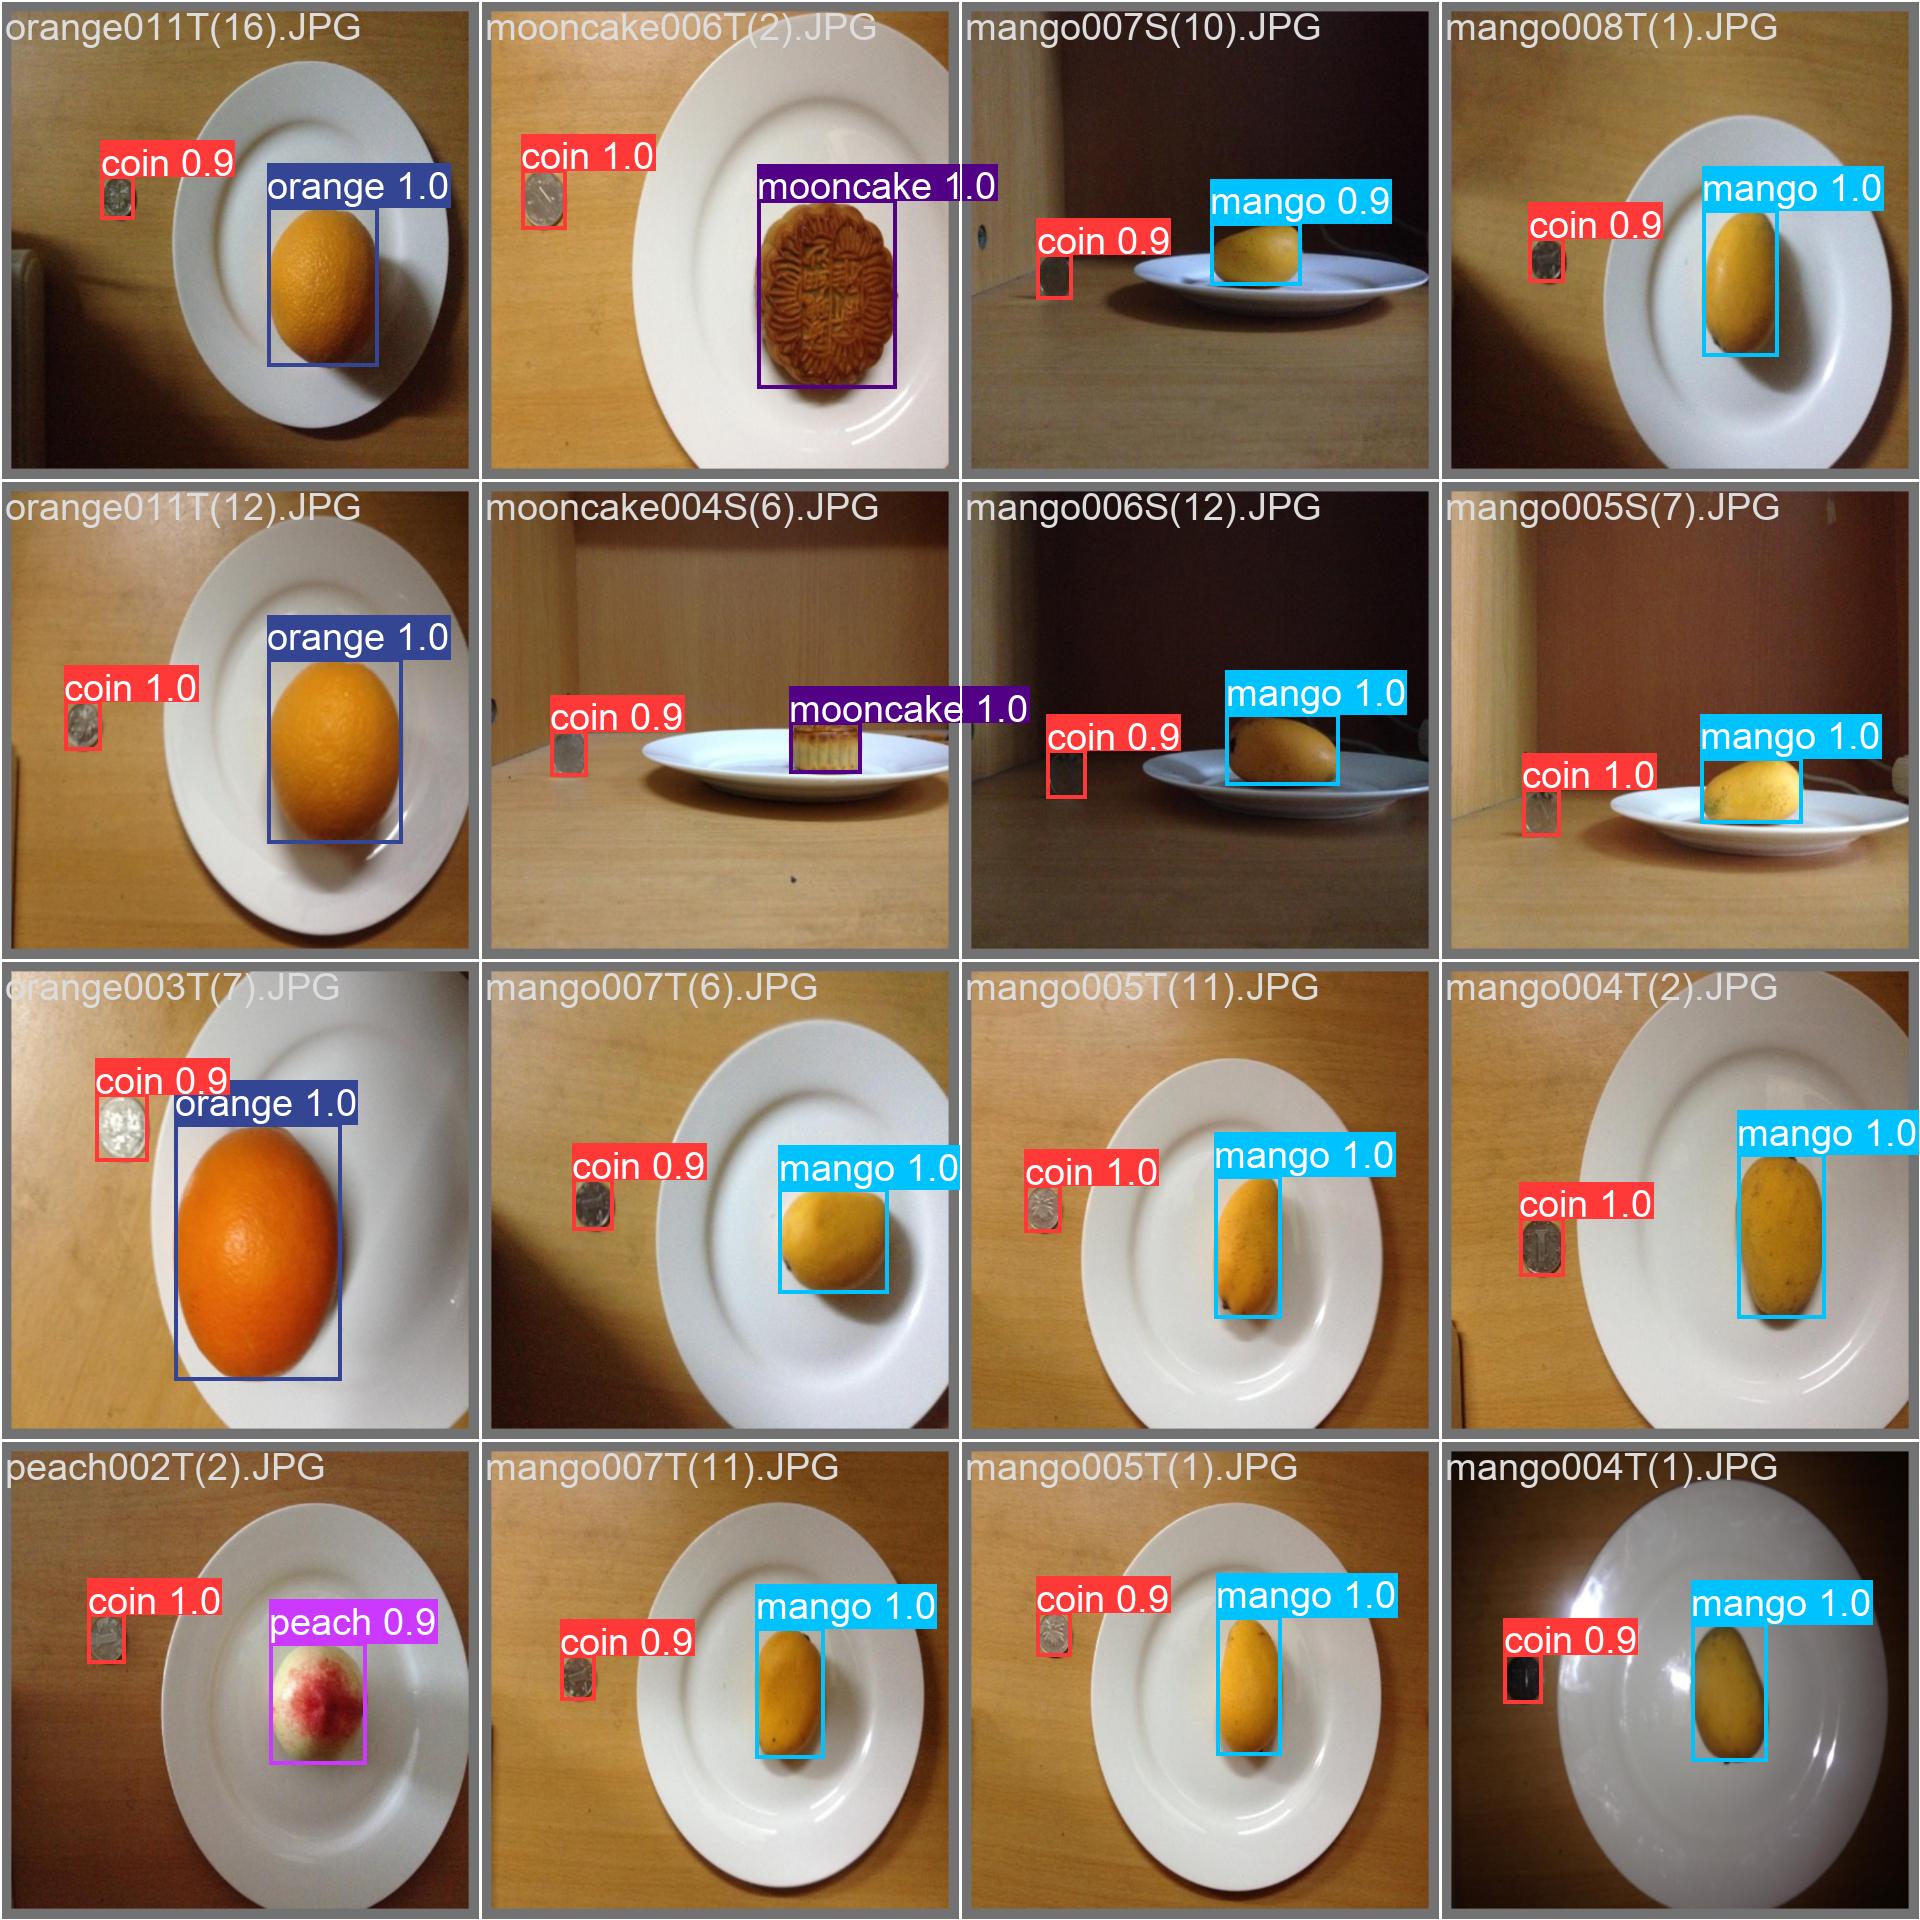 orange011T(16).JPG
coin 0.9
orange 1.0
mooncake006T(2).JPG
coin 1.0
mooncake 1.0
mango007S(10).JPG
mango 0.9
coin 0.9
mango008T(1).JPG
mango 1.0
coin 0.9
orange011T(12).JPG
orange 1.0
coin 1.0
mooncake004S(6).JPG
coin 0.9
mooncake 1.0
mango006S(12).JPG
mango 1.0
coin 0.9
mango005S(7).JPG
mango 1.0
coin 1.0
orange003T(7).JPG
coin 0.9
orange 1.0
mango007T(6).JPG
coin 0.9
mango 1.0
mango005T(11).JPG
mango 1.0
coin 1.0
mango004T(2).JPG
mango 1.0
coin 1.0
peach002T(2).JPG
coin 1.0
peach 0.9
mango007T(11).JPG
mango 1.0
coin 0.9
mango005T(1).JPG
coin 0.9
mango 1.0
mango004T(1).JPG
mango 1.0
coin 0.9